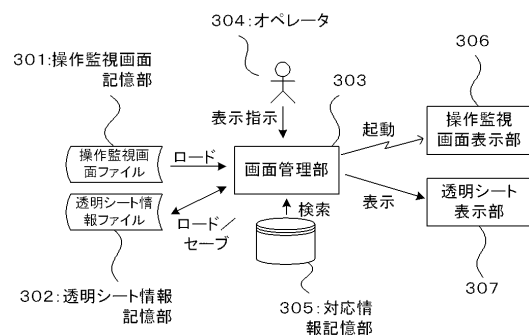 304:オペレータ
301:操作監視画面
記憶部
303
306
表示指示
操作監視画
面ファイル
ロード
画面管理部
起動
操作監視
画面表示部
透明シート情
報ファイル
ロード/
セーブ
検索
表示
透明シート
表示部
302:透明シート情報
記憶部
305:対応情
報記憶部
307